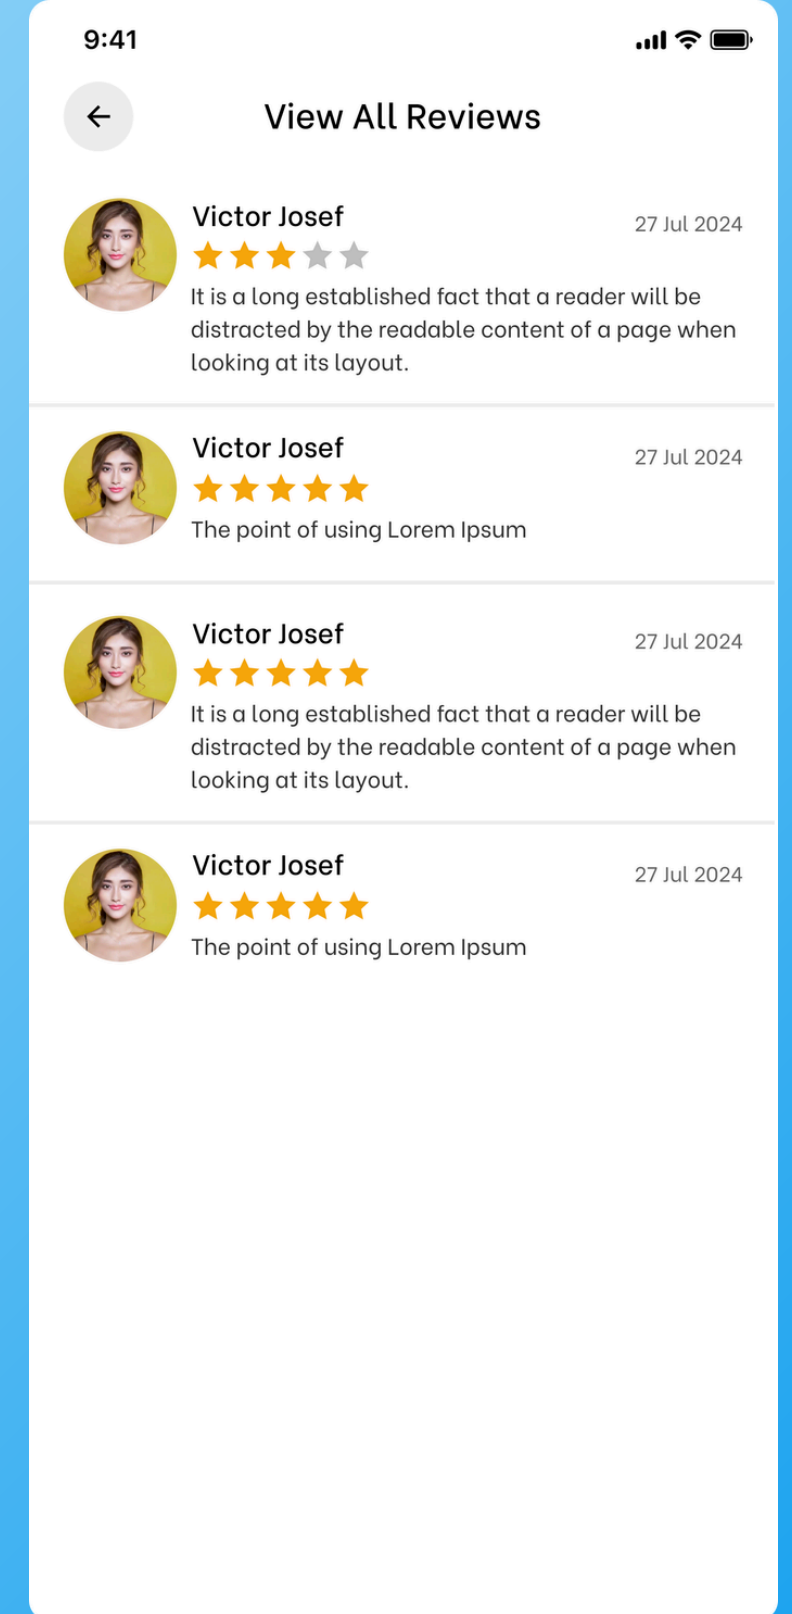 9:41
View All Reviews
Victor Josef
27 Jul 2024
It is a long established fact that a reader will be
distracted by the readable content of a page when
looking at its layout.
Victor Josef
27 Jul 2024
The point of using Lorem Ipsum
Victor Josef
27 Jul 2024
It is a long established fact that a reader will be
distracted by the readable content of a page when
looking at its layout.
Victor Josef
27 Jul 2024
The point of using Lorem Ipsum